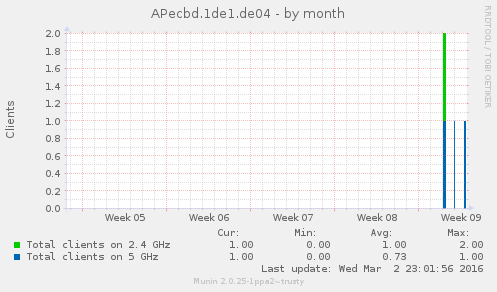 APecbd.1de1.de04 - by month
RRDTOOL / TOBI OETIKER
Clients
2.0
1.8
1.6
1.4
1.2
1.0
0.8
0.6
0.4
0.2
0.0
Week 05 Week 06 Week 07 Week 08 Week 09
Cur: Min: Avg: Max:
Total clients on 2.4 GHz 1.00 0.00 1.00 2.00
Total clients on 5 GHz 1.00 0.00 0.73 1.00
Last update: Wed Mar 2 23:01:56 2016
Munin 2.0.25-1ppa2~trusty